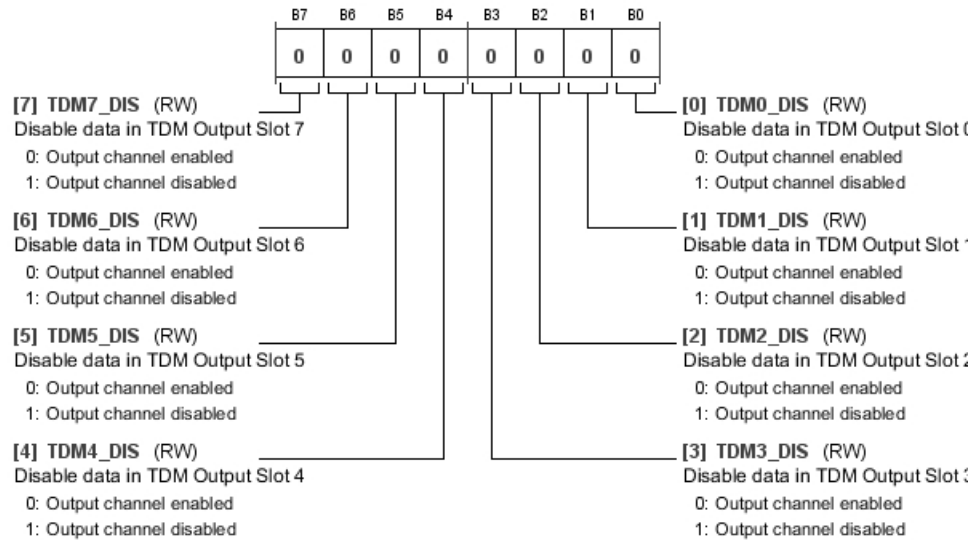 B7 B6 B5 B4 B3 B2 B1 B0
0 0 0 0 0 0 0 0
[7] TDM7_DIS (RW)
Disable data in TDM Output Slot 7
0: Output channel enabled
1: Output channel disabled
[6] TDM6_DIS (RW)
Disable data in TDM Output Slot 6
0: Output channel enabled
1: Output channel disabled
[5] TDM5_DIS (RW)
Disable data in TDM Output Slot 5
0: Output channel enabled
1: Output channel disabled
[4] TDM4_DIS (RW)
Disable data in TDM Output Slot 4
0: Output channel enabled
1: Output channel disabled
[0] TDM0_DIS (RW)
Disable data in TDM Output Slot 0
0: Output channel enabled
1: Output channel disabled
[1] TDM1_DIS (RW)
Disable data in TDM Output Slot 1
0: Output channel enabled
1: Output channel disabled
[2] TDM2_DIS (RW)
Disable data in TDM Output Slot 2
0: Output channel enabled
1: Output channel disabled
[3] TDM3_DIS (RW)
Disable data in TDM Output Slot 3
0: Output channel enabled
1: Output channel disabled